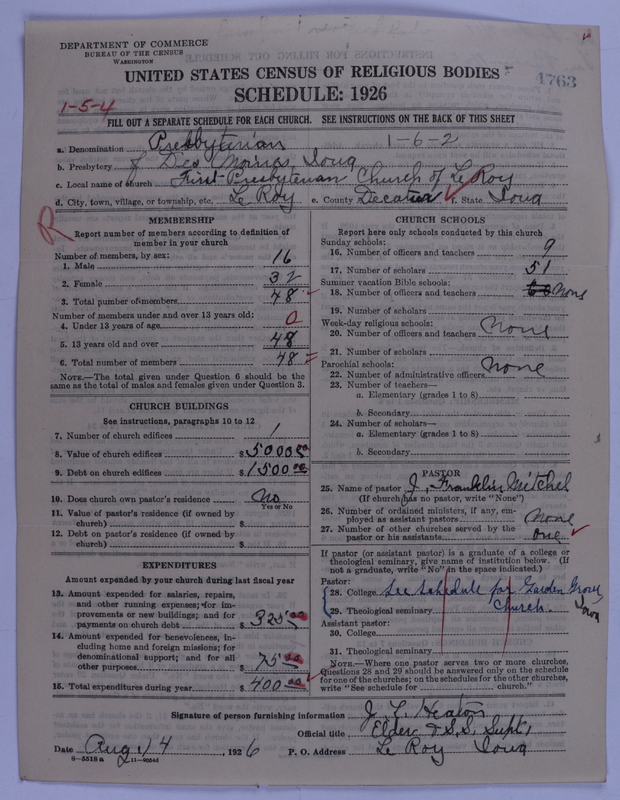 DEPARTMENT OF COMMERCE
BUREAU OF THE CENSUS
WASHINGTON
UNITED STATES CENSUS OF RELIGIOUS BODIES
4763
SCHEDULE: 1926
1-5-4
FILL OUT A SEPARATE SCHEDULE FOR EACH CHURCH. SEE INSTRUCTIONS ON THE BACK OF THIS SHEET
a. Denomination Presbyterian 1-6-2
b. Presbytery of Des Moines, Iowa
c. Local name of church First Presbyterian Church of Le Roy
d. City, town, village, or township, etc. Le Roy e. County Decatur f. State Iowa
R
MEMBERSHIP
Report number of members according to definition of
member in your church
Number of members, by sex:
1. Male 16
2. Female 32
3. Total number of members 48
Number of members under and over 13 years old:
4. Under 13 years of age 0
5. 13 years old and over 48
6. Total number of members 48
NOTE.—The total given under Question 6 should be the
same as the total of males and females given under Question 3.
CHURCH BUILDINGS
See instructions, paragraphs 10 to 12
7. Number of church edifices 1
8. Value of church edifices $5000.00
9. Debt on church edifices $1500.00
10. Does church own pastor's residence No
Yes or No
11. Value of pastor's residence (if owned by
church) $
12. Debt on pastor's residence (if owned by
church) $
EXPENDITURES
Amount expended by your church during last fiscal year
13. Amount expended for salaries, repairs,
and other running expenses; for im-
provements or new buildings; and for
payments on church debt $325.00
14. Amount expended for benevolences, in-
cluding home and foreign missions; for
denominational support; and for all
other purposes $75.00
15. Total expenditures during year $400.00
CHURCH SCHOOLS
Report here only schools conducted by this church
Sunday schools:
16. Number of officers and teachers 9
17. Number of scholars 51
Summer vacation Bible schools:
18. Number of officers and teachers None
19. Number of scholars
Week-day religious schools:
20. Number of officers and teachers None
21. Number of scholars
Parochial schools:
22. Number of administrative officers None
23. Number of teachers—
a. Elementary (grades 1 to 8)
b. Secondary
24. Number of scholars—
a. Elementary (grades 1 to 8)
b. Secondary
PASTOR
25. Name of pastor J. Franklin Mitchel
(If church has no pastor, write "None")
26. Number of ordained ministers, if any, em-
ployed as assistant pastors None
27. Number of other churches served by the
pastor or his assistants one
If pastor (or assistant pastor) is a graduate of a college or
theological seminary, give name of institution below. (If
not a graduate, write "No" in the space indicated.)
Pastor:
28. College See Schedule for Garden Grove
29. Theological seminary Church. Iowa
Assistant pastor:
30. College
31. Theological seminary
NOTE.—Where one pastor serves two or more churches,
Questions 28 and 29 should be answered only on the schedule
for one of the churches; on the schedules for the other churches,
write "See schedule for church."
Signature of person furnishing information J. L. Heaton
Official title Elder & S.S. Supt,
Date Aug 14, 1926 P. O. Address Le Roy Iowa
8-5518 a